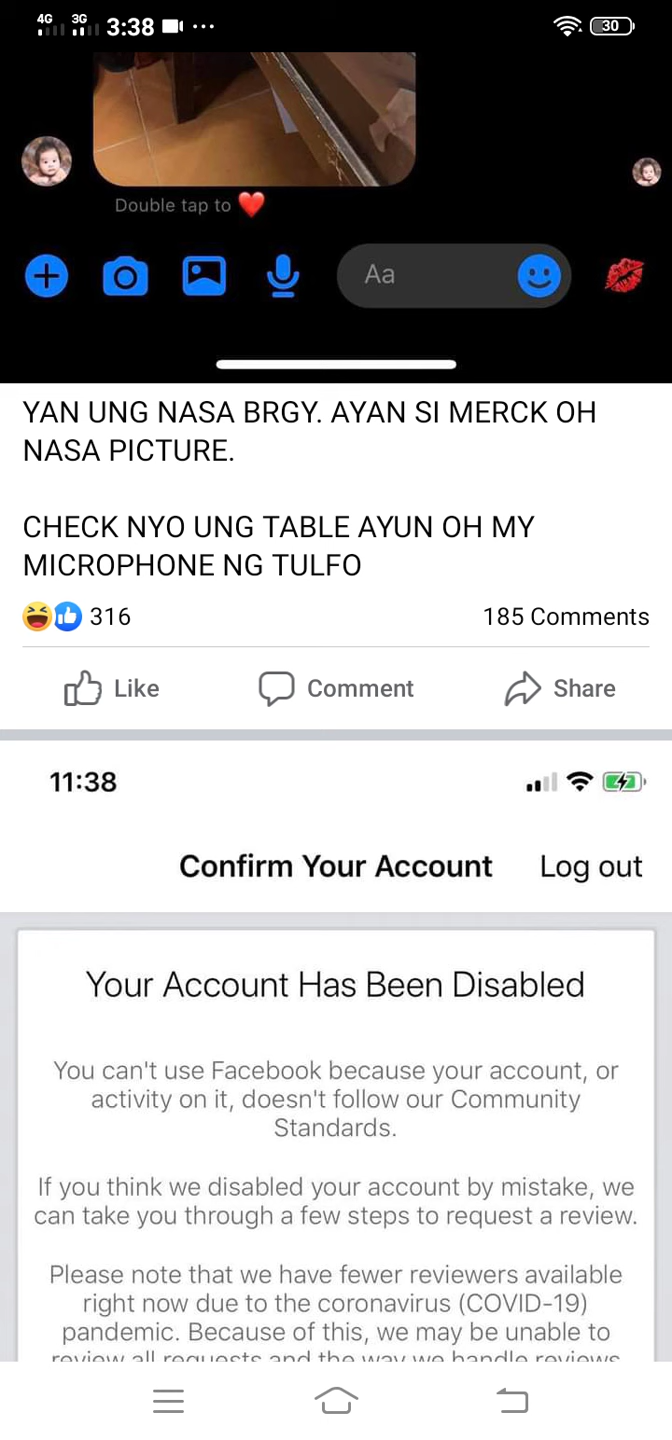 4G 3G 3:38 ... 30
Double tap to ❤️
Aa
YAN UNG NASA BRGY. AYAN SI MERCK OH
NASA PICTURE.
CHECK NYO UNG TABLE AYUN OH MY
MICROPHONE NG TULFO
316 185 Comments
Like Comment Share
11:38
Confirm Your Account Log out
Your Account Has Been Disabled
You can't use Facebook because your account, or
activity on it, doesn't follow our Community
Standards.
If you think we disabled your account by mistake, we
can take you through a few steps to request a review.
Please note that we have fewer reviewers available
right now due to the coronavirus (COVID-19)
pandemic. Because of this, we may be unable to
review all requests and the way we handle reviews